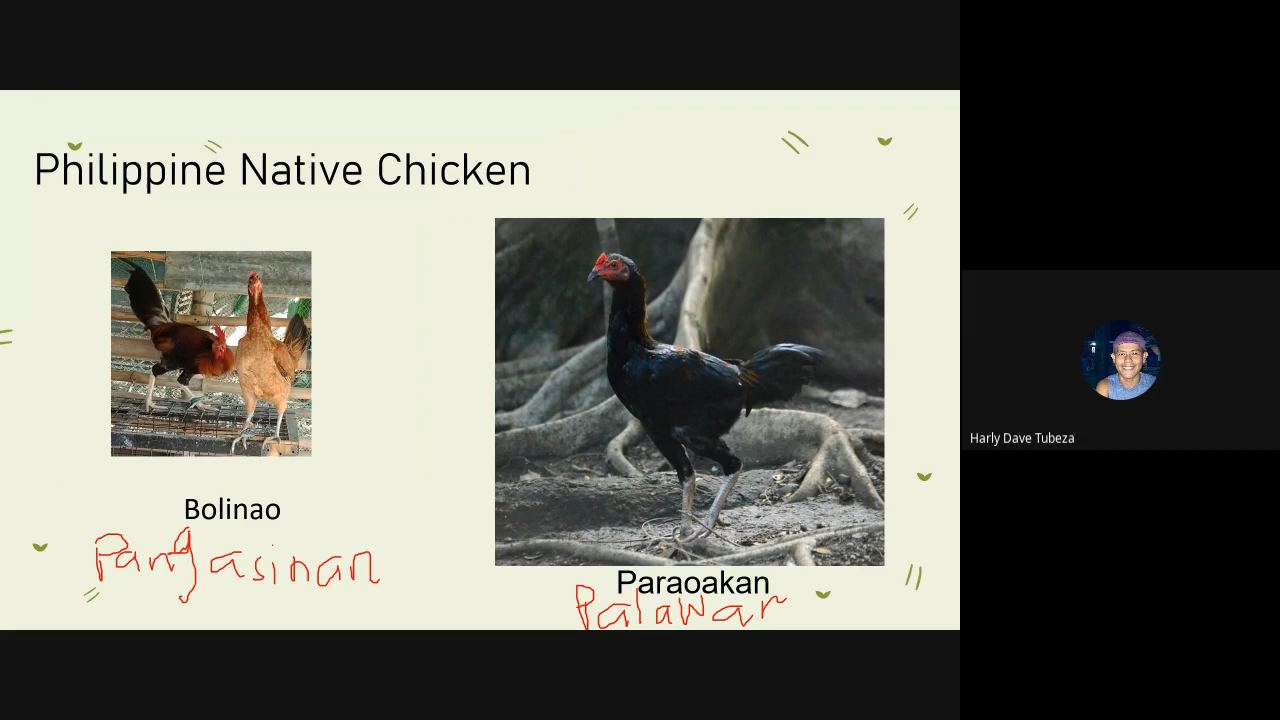 Philippine Native Chicken
Bolinao
Pangasinan
Paraoakan
Palawan
Harly Dave Tubeza